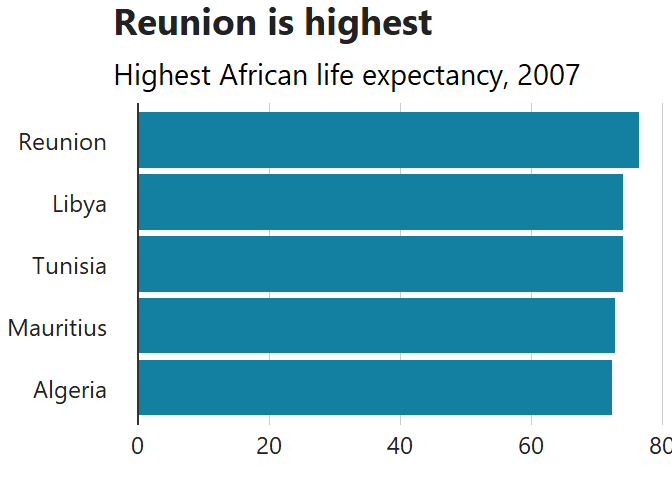 Reunion is highest
Highest African life expectancy, 2007
Reunion
Libya
Tunisia
Mauritius
Algeria
0 20 40 60 80